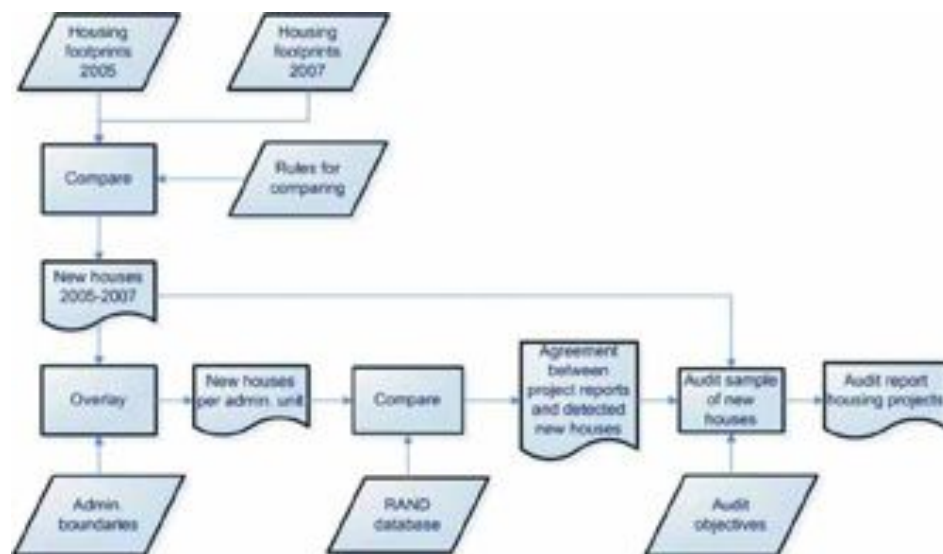 Housing
footprints
2005
Housing
footprints
2007
Compare
Rules for
comparing
New houses
2005-2007
Overlay
New houses
per admin. unit
Compare
Agreement
between
project reports
and detected
new houses
Audit sample
of new
houses
Audit report
housing projects
Admin.
boundaries
RAND
database
Audit
objectives